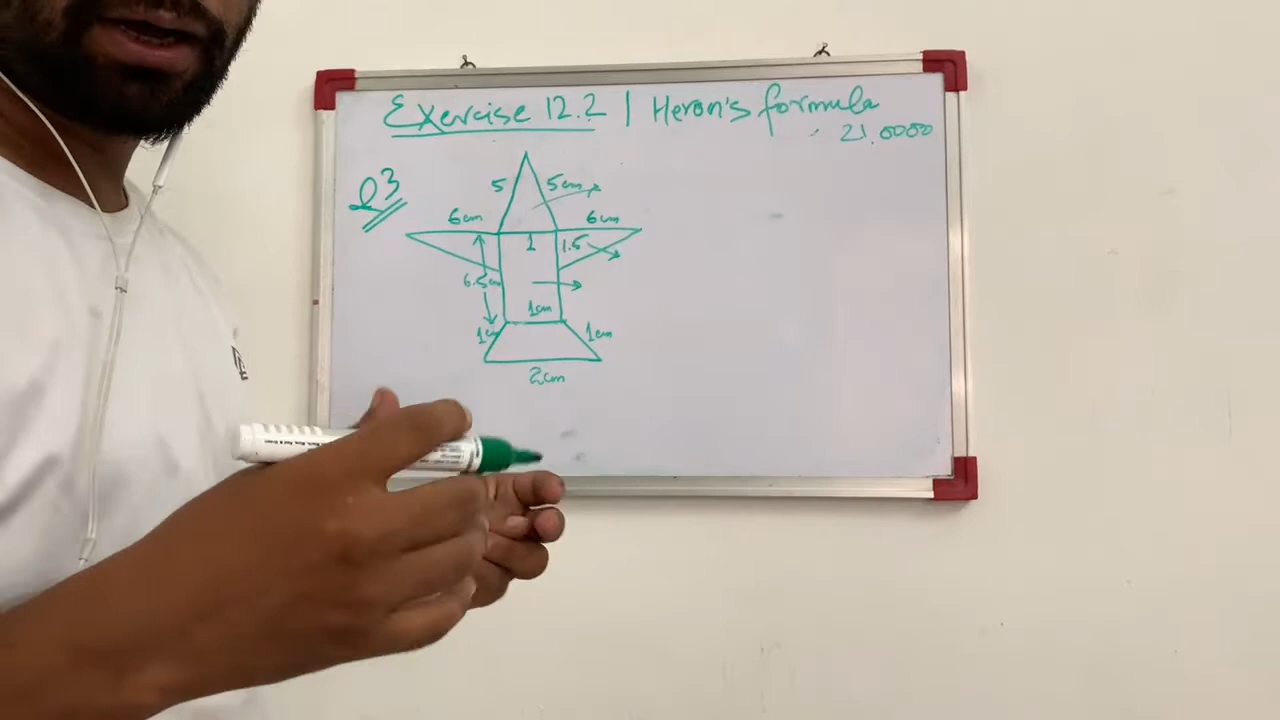 Exercise 12.2 | Heron's formula
21.0000
Q3
5
5cm
6cm
6cm
1
1.5
6.5cm
1cm
1cm
1cm
2cm